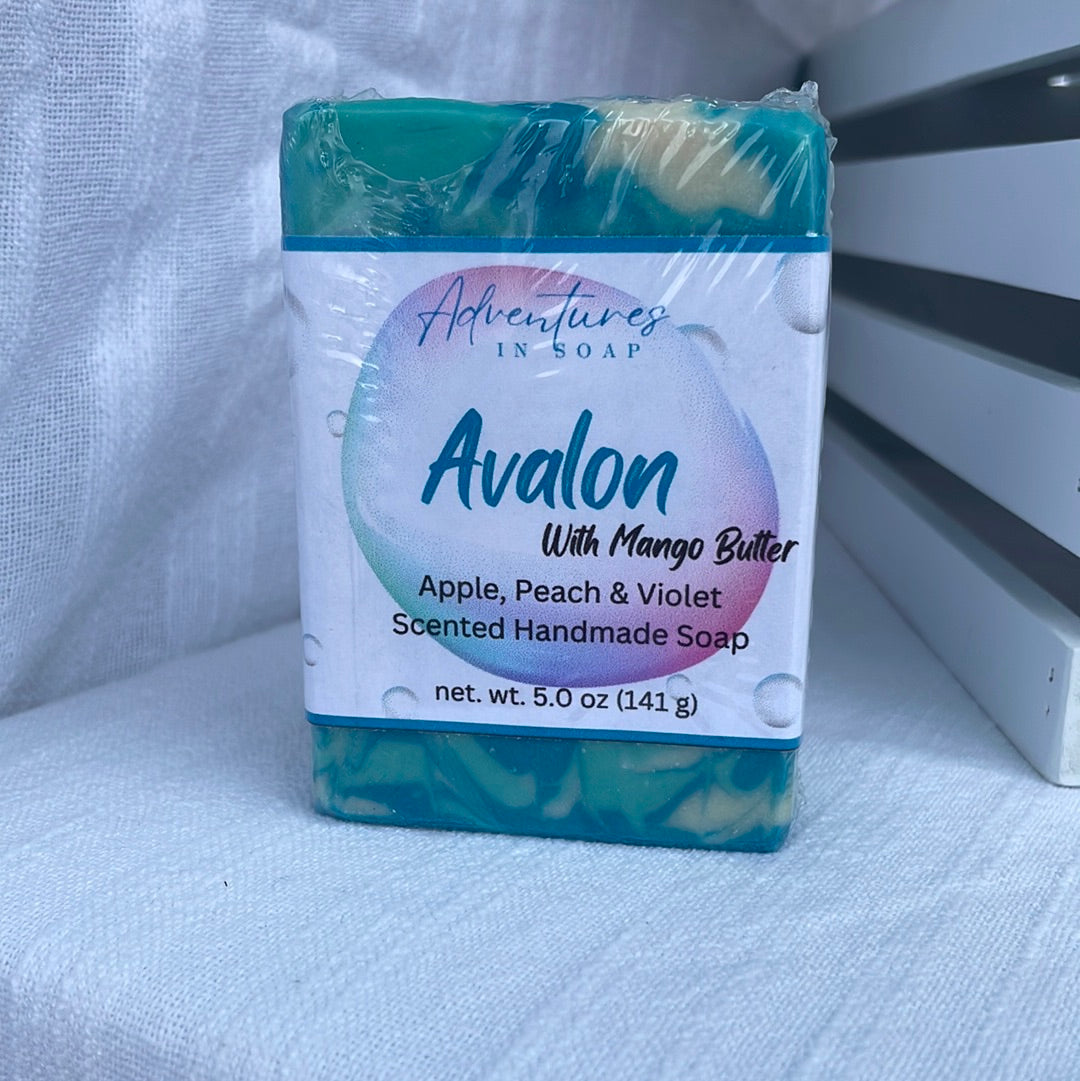 Adventures
IN SOAP
Avalon
With Mango Butter
Apple, Peach & Violet
Scented Handmade Soap
net. wt. 5.0 oz (141 g)